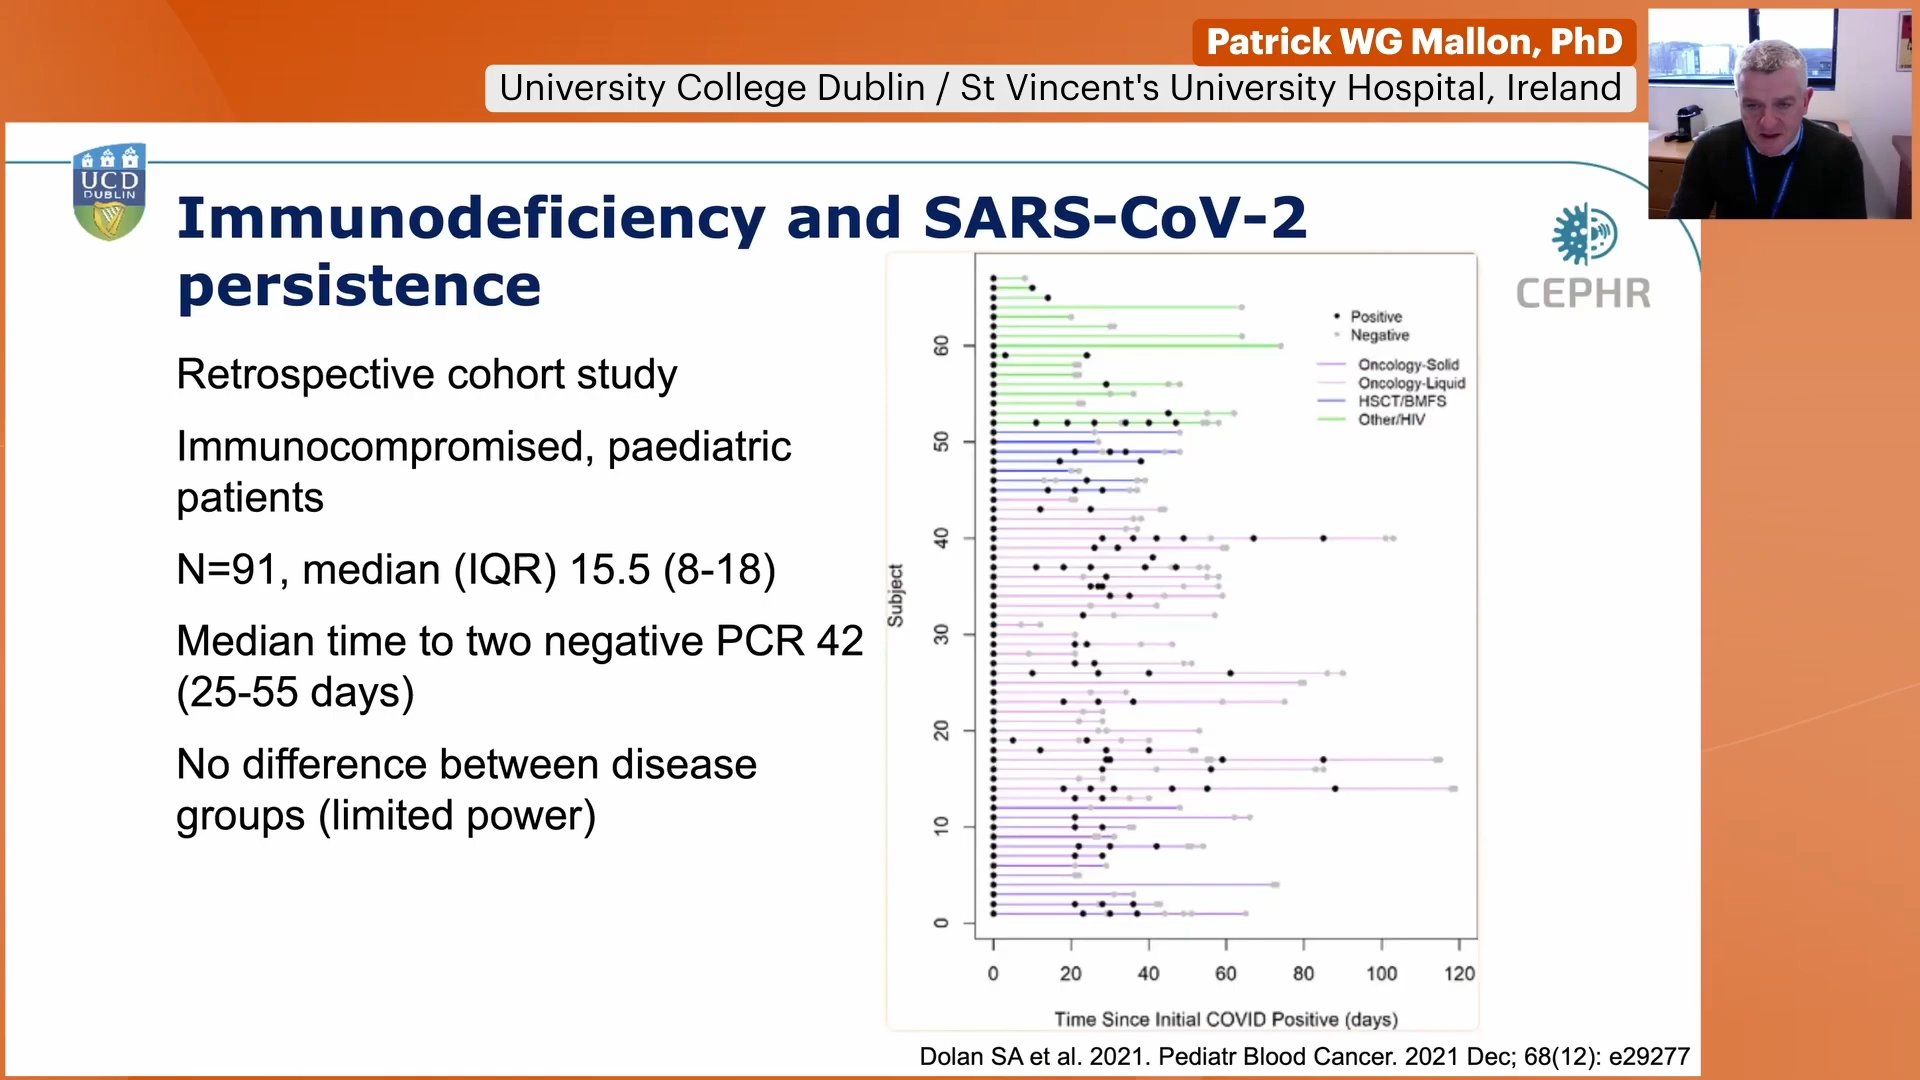 Patrick WG Mallon, PhD
University College Dublin / St Vincent's University Hospital, Ireland
UCD
DUBLIN
Immunodeficiency and SARS-CoV-2
persistence
CEPHR
Retrospective cohort study
Immunocompromised, paediatric
patients
N=91, median (IQR) 15.5 (8-18)
Median time to two negative PCR 42
(25-55 days)
No difference between disease
groups (limited power)
Positive
Negative
Oncology-Solid
Oncology-Liquid
HSCT/BMFS
Other/HIV
Subject
60
50
40
30
20
10
0
0 20 40 60 80 100 120
Time Since Initial COVID Positive (days)
Dolan SA et al. 2021. Pediatr Blood Cancer. 2021 Dec; 68(12): e29277